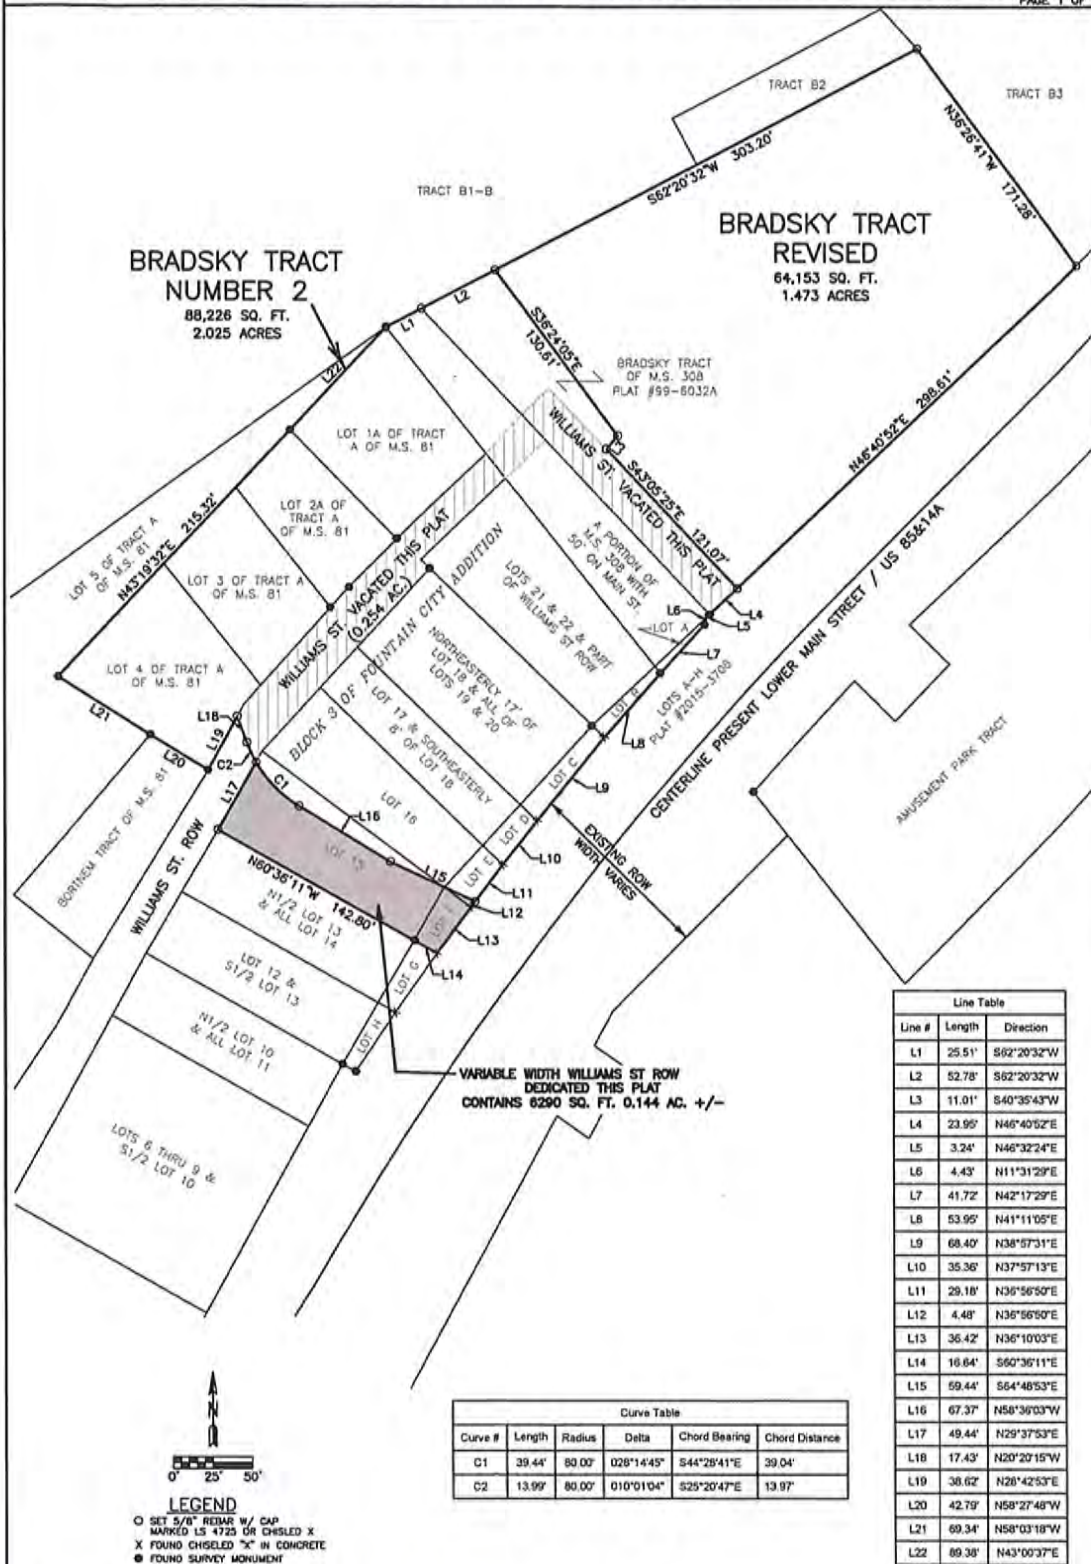 TRACT B2
TRACT B3
N36°26'41"W 171.26'
S62°20'32"W 303.20'
TRACT B1-B
BRADSKY TRACT
REVISED
64,153 SQ. FT.
1.473 ACRES
BRADSKY TRACT
NUMBER 2
88,226 SQ. FT.
2.025 ACRES
L2
L1
L22
S36°24'05"E
130.61'
BRADSKY TRACT
OF M.S. 308
PLAT #99-6032A
N46°40'52"E 298.61'
LOT 1A OF TRACT
A OF M.S. 81
WILLIAMS ST. VACATED THIS PLAT
L3
S43°05'25"E 121.07'
LOT 2A OF
TRACT A
OF M.S. 81
LOT 5 OF TRACT A
OF M.S. 81
N43°19'32"E 215.32'
LOT 3 OF TRACT A
OF M.S. 81
WILLIAMS ST. VACATED THIS PLAT
(0.254 AC.)
BLOCK 3 OF FOUNTAIN CITY ADDITION
A PORTION OF
M.S. 308 WITH
50' ON MAIN ST.
LOTS 21 & 22 & PART
OF WILLIAMS ST ROW
L6
L4
L5
LOT A
L7
LOT 4 OF TRACT A
OF M.S. 81
NORTHEASTERLY 17' OF
LOT 18 & ALL OF
LOTS 19 & 20
LOT 17 & SOUTHEASTERLY
8' OF LOT 18
LOT B
LOTS A-H
PLAT #2015-3708
L8
CENTERLINE PRESENT LOWER MAIN STREET / US 85&14A
AMUSEMENT PARK TRACT
L21
L20
L18
L19
C2
L17
C1
LOT C
L9
LOT 16
LOT D
L10
EXISTING ROW
WIDTH VARIES
L16
LOT 15
L15
LOT E
L11
L12
BORTNEM TRACT OF M.S. 81
WILLIAMS ST. ROW
N60°36'11"W 142.80'
N1/2 LOT 13
& ALL LOT 14
L13
L14
LOT G
LOT 12 &
S1/2 LOT 13
LOT H
N1/2 LOT 10
& ALL LOT 11
VARIABLE WIDTH WILLIAMS ST ROW
DEDICATED THIS PLAT
CONTAINS 6290 SQ. FT. 0.144 AC. +/-
LOTS 6 THRU 9 &
S1/2 LOT 10
Line Table
Line # Length Direction
L1 25.51' S62°20'32"W
L2 52.78' S62°20'32"W
L3 11.01' S40°35'43"W
L4 23.95' N46°40'52"E
L5 3.24' N46°32'24"E
L6 4.43' N11°31'29"E
L7 41.72' N42°17'29"E
L8 53.95' N41°11'05"E
L9 68.40' N38°57'31"E
L10 35.36' N37°57'13"E
L11 29.18' N36°56'50"E
L12 4.48' N36°56'50"E
L13 36.42' N36°10'03"E
L14 16.64' S60°36'11"E
L15 59.44' S64°48'53"E
L16 67.37' N58°36'03"W
L17 49.44' N29°37'53"E
L18 17.43' N20°20'15"W
L19 38.62' N28°42'53"E
L20 42.79' N58°27'48"W
L21 69.34' N58°03'18"W
L22 89.38' N43°00'37"E
Curve Table
Curve # Length Radius Delta Chord Bearing Chord Distance
C1 39.44' 80.00' 028°14'45" S44°28'41"E 39.04'
C2 13.99' 80.00' 010°01'04" S25°20'47"E 13.97'
N
0' 25' 50'
LEGEND
SET 5/8" REBAR W/ CAP
MARKED LS 4725 OR CHISLED X
X FOUND CHISELED "X" IN CONCRETE
FOUND SURVEY MONUMENT